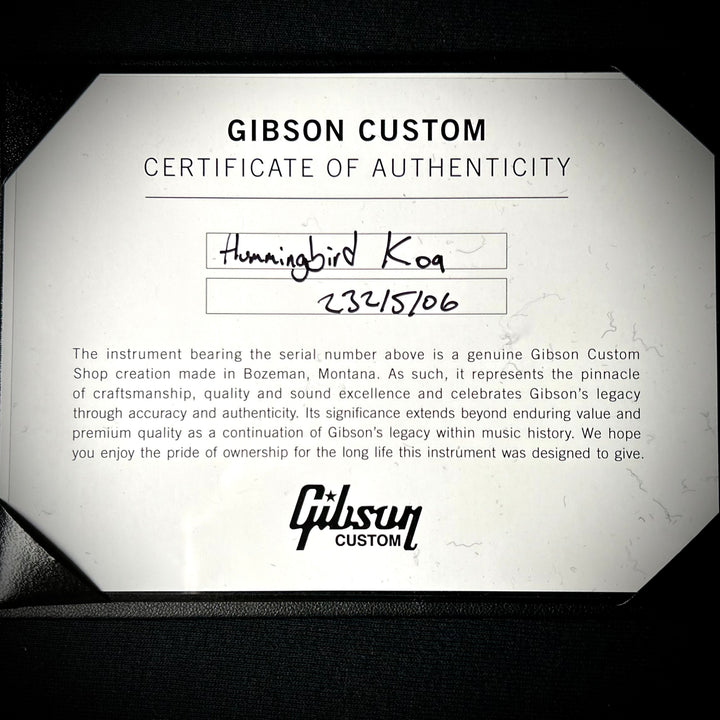 GIBSON CUSTOM
CERTIFICATE OF AUTHENTICITY
Hummingbird Koa
23215106
The instrument bearing the serial number above is a genuine Gibson Custom
Shop creation made in Bozeman, Montana. As such, it represents the pinnacle
of craftsmanship, quality and sound excellence and celebrates Gibson's legacy
through accuracy and authenticity. Its significance extends beyond enduring value and
premium quality as a continuation of Gibson's legacy within music history. We hope
you enjoy the pride of ownership for the long life this instrument was designed to give.
Gibson
CUSTOM